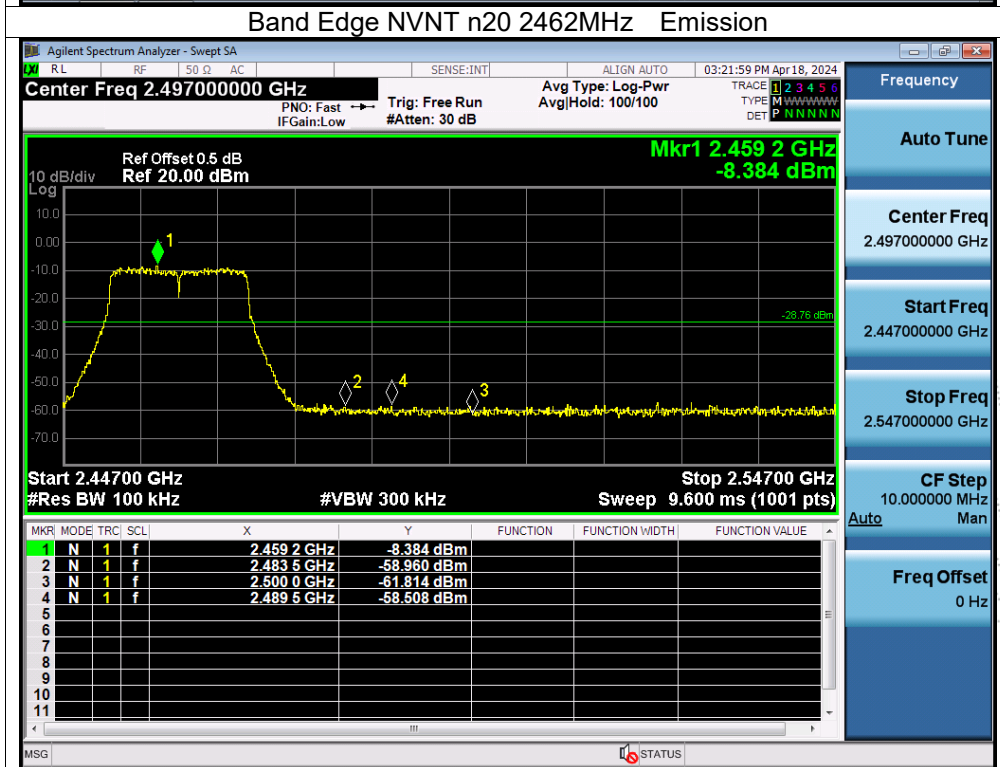 Band Edge NVNT n20 2462MHz Emission
Agilent Spectrum Analyzer - Swept SA
LXI RL RF 50 Ω AC SENSE:INT ALIGN AUTO 03:21:59 PM Apr 18, 2024
Center Freq 2.497000000 GHz
PNO: Fast
IFGain:Low
Trig: Free Run
#Atten: 30 dB
Avg Type: Log-Pwr
Avg|Hold: 100/100
TRACE 1 2 3 4 5 6
TYPE M WWWWW
DET P N N N N N
Ref Offset 0.5 dB
10 dB/div Ref 20.00 dBm
Log
Mkr1 2.459 2 GHz
-8.384 dBm
10.0
0.00
-10.0
-20.0
-30.0
-40.0
-50.0
-60.0
-70.0
1
2
4
3
-28.76 dBm
Start 2.44700 GHz Stop 2.54700 GHz
#Res BW 100 kHz #VBW 300 kHz Sweep 9.600 ms (1001 pts)
MKR MODE TRC SCL X Y FUNCTION FUNCTION WIDTH FUNCTION VALUE
1 N 1 f 2.459 2 GHz -8.384 dBm
2 N 1 f 2.483 5 GHz -58.960 dBm
3 N 1 f 2.500 0 GHz -61.814 dBm
4 N 1 f 2.489 5 GHz -58.508 dBm
5
6
7
8
9
10
11
MSG STATUS
Frequency
Auto Tune
Center Freq
2.497000000 GHz
Start Freq
2.447000000 GHz
Stop Freq
2.547000000 GHz
CF Step
10.000000 MHz
Auto Man
Freq Offset
0 Hz